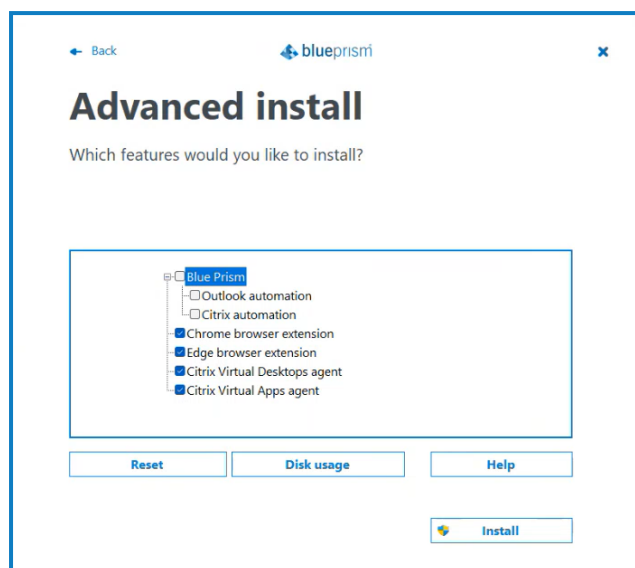 Back
blueprism
Advanced install
Which features would you like to install?
Blue Prism
Outlook automation
Citrix automation
Chrome browser extension
Edge browser extension
Citrix Virtual Desktops agent
Citrix Virtual Apps agent
Reset Disk usage Help
Install